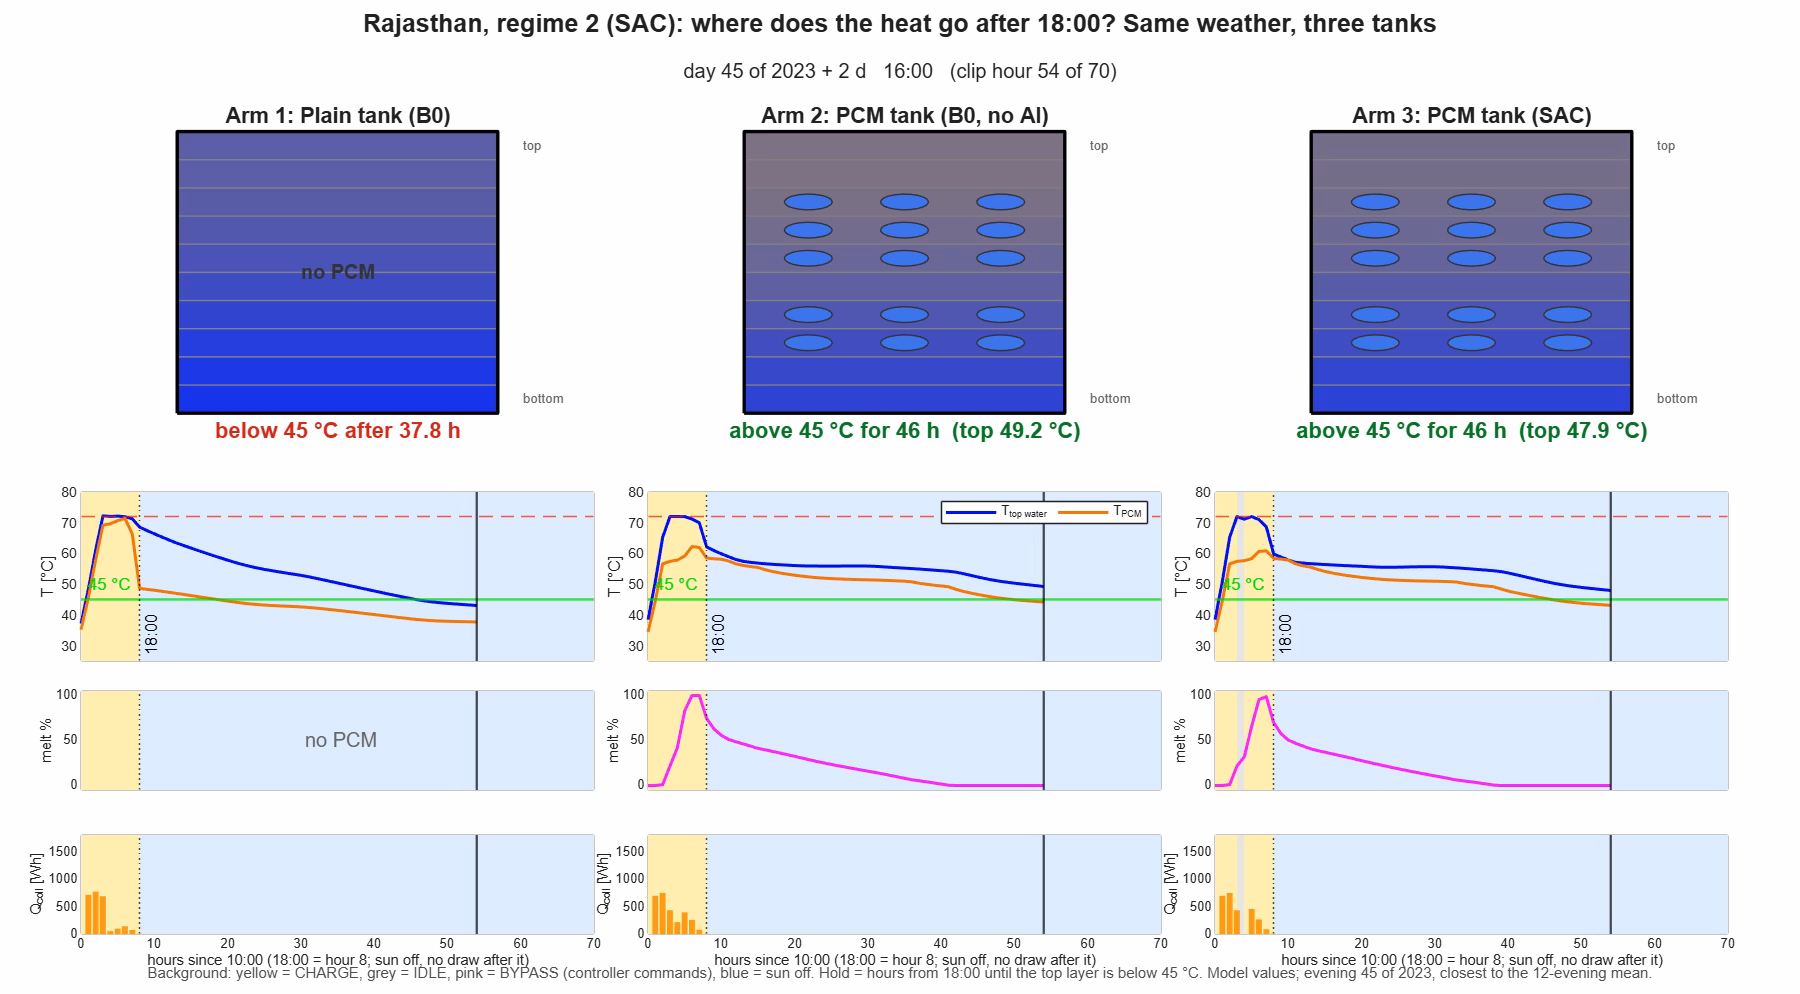 Rajasthan, regime 2 (SAC): where does the heat go after 18:00? Same weather, three tanks
day 45 of 2023 + 2 d 16:00 (clip hour 54 of 70)
Arm 1: Plain tank (B0)
top
no PCM
bottom
below 45 °C after 37.8 h
Arm 2: PCM tank (B0, no AI)
top
bottom
above 45 °C for 46 h (top 49.2 °C)
Arm 3: PCM tank (SAC)
top
bottom
above 45 °C for 46 h (top 47.9 °C)
T [°C]
80
70
60
50
40
30
45 °C
18:00
T [°C]
80
70
60
50
40
30
45 °C
18:00
T top water
T PCM
T [°C]
80
70
60
50
40
30
45 °C
18:00
melt %
100
50
0
no PCM
melt %
100
50
0
melt %
100
50
0
Qcoll [Wh]
1500
1000
500
0
0 10 20 30 40 50 60 70
hours since 10:00 (18:00 = hour 8; sun off, no draw after it)
Qcoll [Wh]
1500
1000
500
0
0 10 20 30 40 50 60 70
hours since 10:00 (18:00 = hour 8; sun off, no draw after it)
Qcoll [Wh]
1500
1000
500
0
0 10 20 30 40 50 60 70
hours since 10:00 (18:00 = hour 8; sun off, no draw after it)
Background: yellow = CHARGE, grey = IDLE, pink = BYPASS (controller commands), blue = sun off. Hold = hours from 18:00 until the top layer is below 45 °C. Model values; evening 45 of 2023, closest to the 12-evening mean.